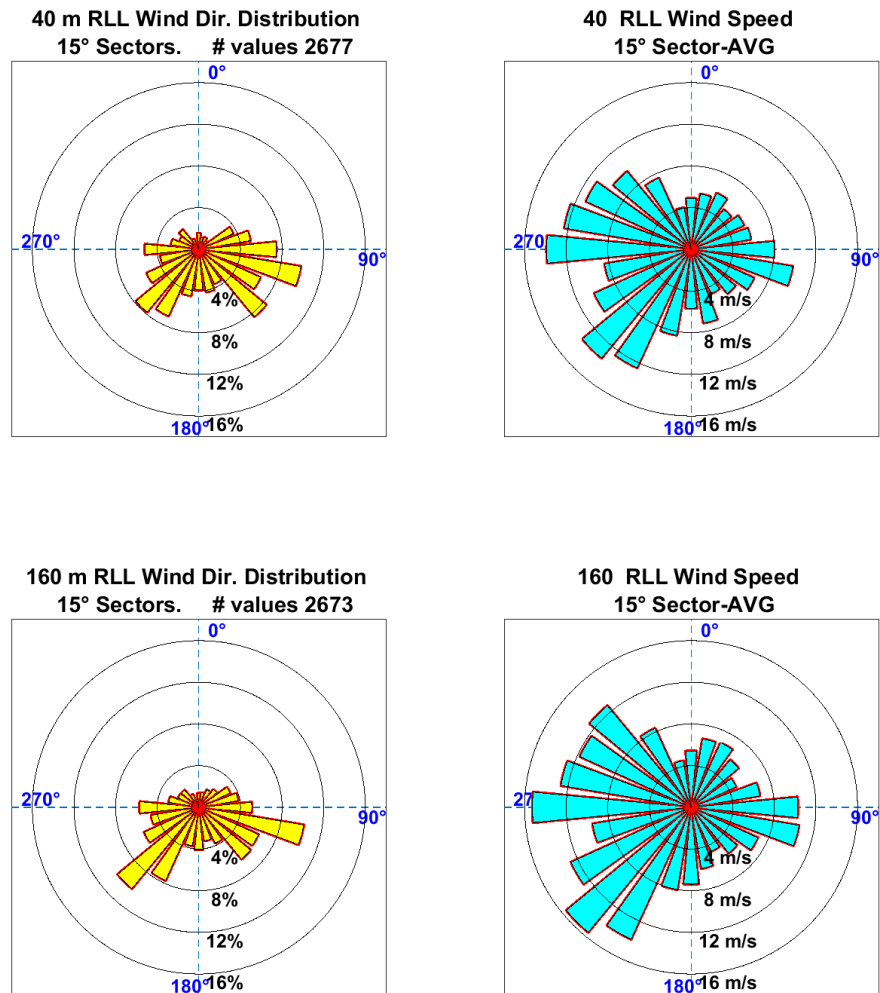 40 m RLL Wind Dir. Distribution
15° Sectors. # values 2677
0°
270°
90°
4%
8%
12%
180°
16%
40 RLL Wind Speed
15° Sector-AVG
0°
270°
90°
4 m/s
8 m/s
12 m/s
180°
16 m/s
160 m RLL Wind Dir. Distribution
15° Sectors. # values 2673
0°
270°
90°
4%
8%
12%
180°
16%
160 RLL Wind Speed
15° Sector-AVG
0°
27
90°
4 m/s
8 m/s
12 m/s
180°
16 m/s